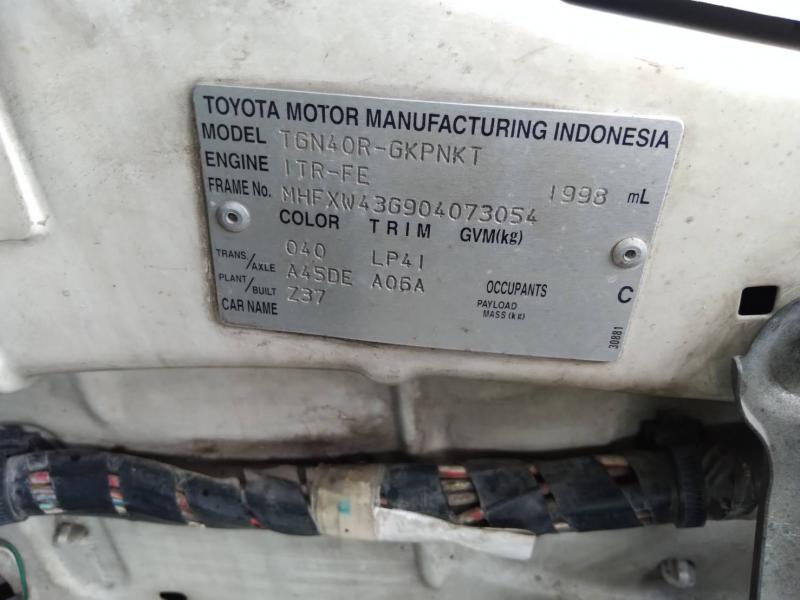 TOYOTA MOTOR MANUFACTURING INDONESIA
MODEL TGN40R-GKPNKT
ENGINE 1TR-FE 1998 mL
FRAME No. MHFXW43G904073054
COLOR TRIM GVM(kg)
040 LP41
TRANS./AXLE A45DE A06A OCCUPANTS C
PLANT/BUILT Z37 PAYLOAD
MASS (kg)
CAR NAME
30881